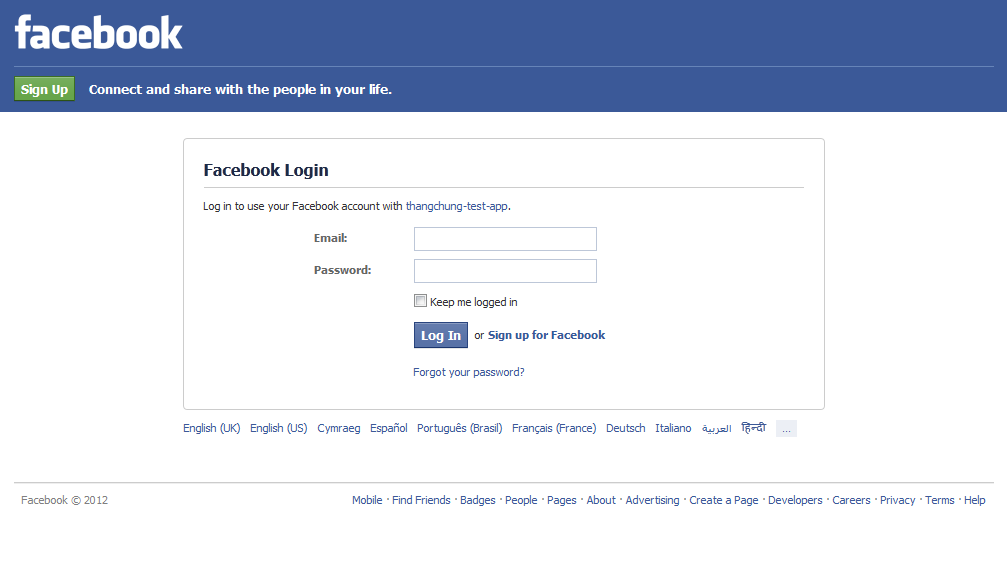 facebook
Sign Up Connect and share with the people in your life.
Facebook Login
Log in to use your Facebook account with thangchung-test-app.
Email:
Password:
Keep me logged in
Log In or Sign up for Facebook
Forgot your password?
English (UK) English (US) Cymraeg Español Português (Brasil) Français (France) Deutsch Italiano العربية हिन्दी ...
Facebook © 2012 Mobile · Find Friends · Badges · People · Pages · About · Advertising · Create a Page · Developers · Careers · Privacy · Terms · Help